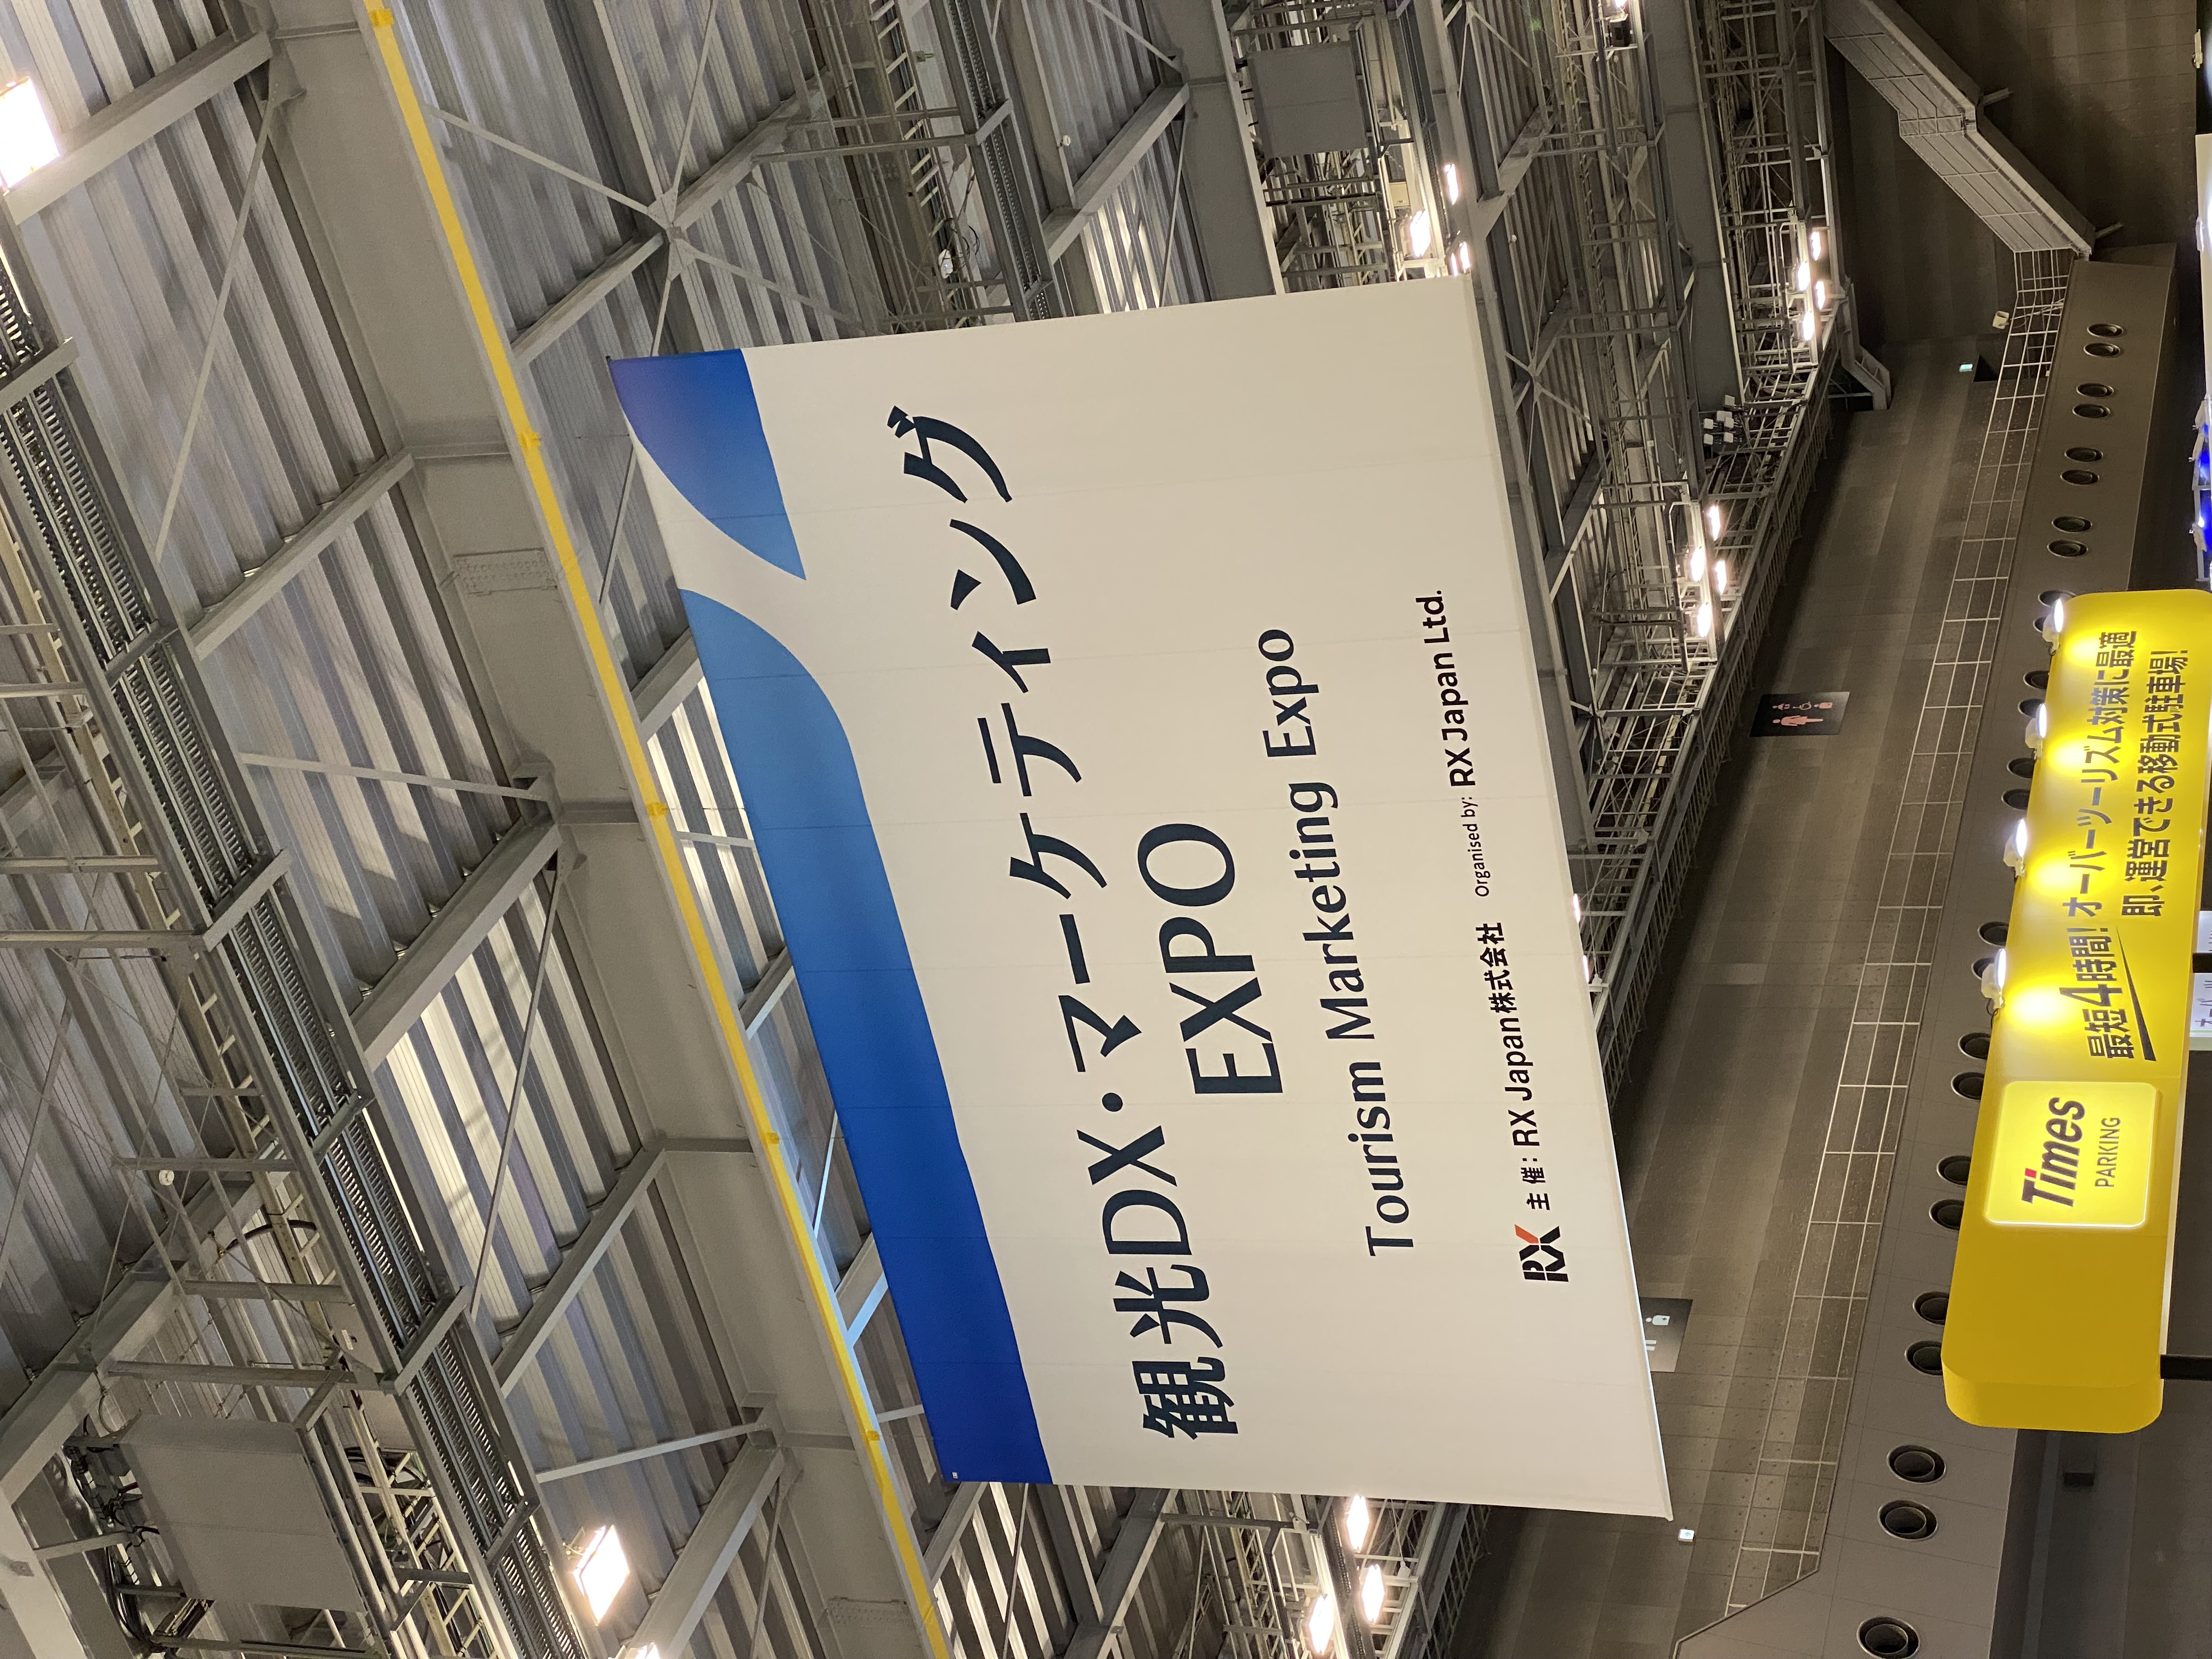 観光DX・マーケティング
EXPO
Tourism Marketing Expo
RX 主催：RX Japan株式会社 Organised by: RX Japan Ltd.
Times
PARKING
最短4時間！オーバーツーリズム対策に最適
即、運営できる移動式駐車場！